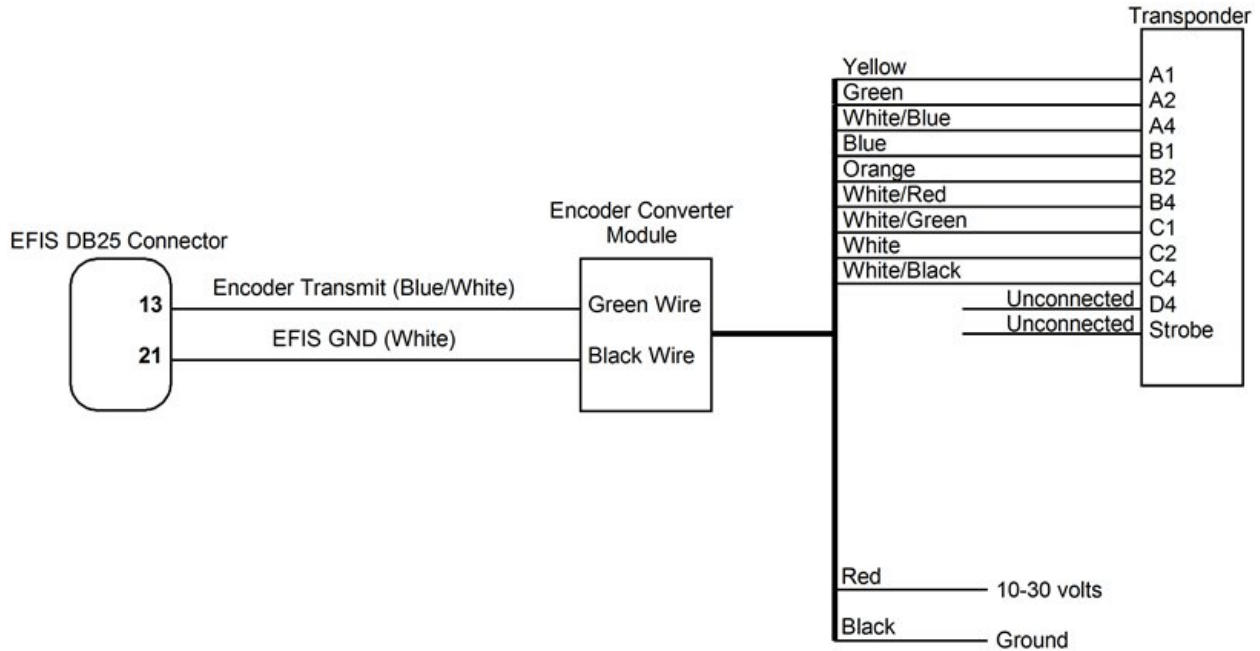 Transponder
Yellow
A1
Green
A2
White/Blue
A4
Blue
B1
Orange
B2
White/Red
B4
White/Green
C1
White
C2
White/Black
C4
Unconnected
D4
Unconnected
Strobe
Encoder Converter
Module
EFIS DB25 Connector
13
Encoder Transmit (Blue/White)
Green Wire
21
EFIS GND (White)
Black Wire
Red
10-30 volts
Black
Ground